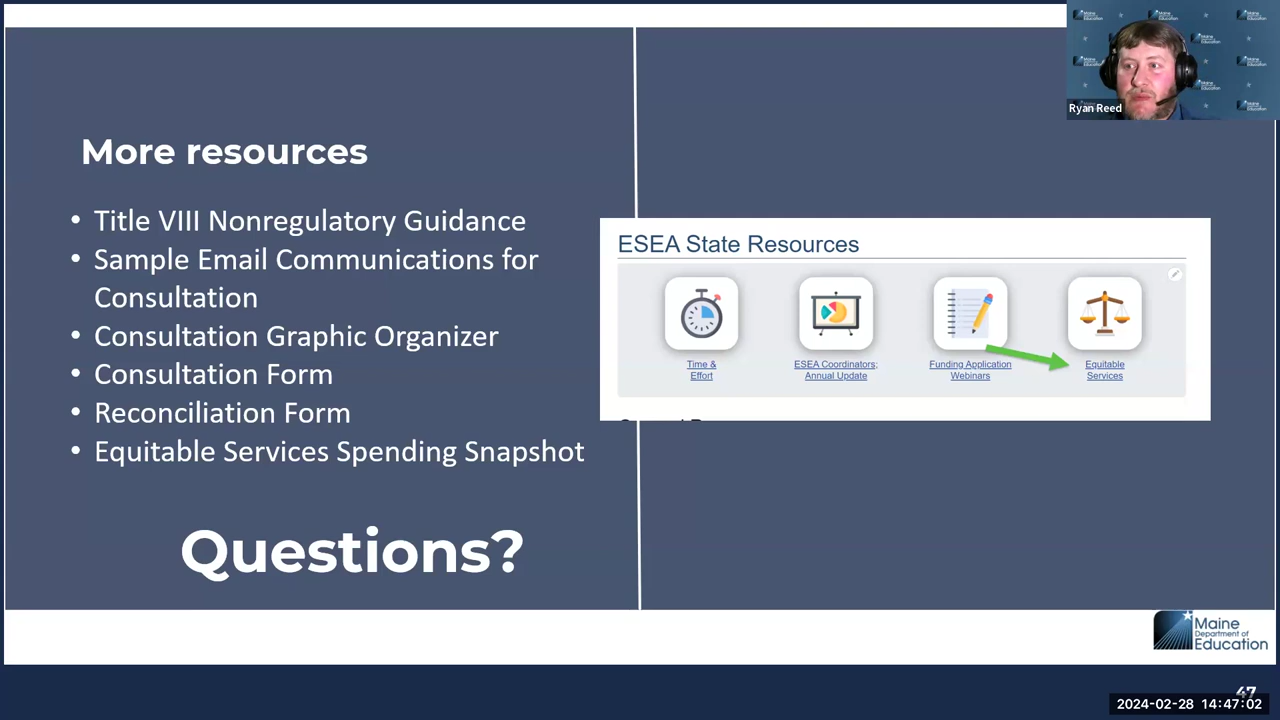 More resources
• Title VIII Nonregulatory Guidance
• Sample Email Communications for
Consultation
• Consultation Graphic Organizer
• Consultation Form
• Reconciliation Form
• Equitable Services Spending Snapshot
Questions?
ESEA State Resources
Time &
Effort
ESEA Coordinators:
Annual Update
Funding Application
Webinars
Equitable
Services
Ryan Reed
Maine
Department of
Education
47
2024-02-28 14:47:02